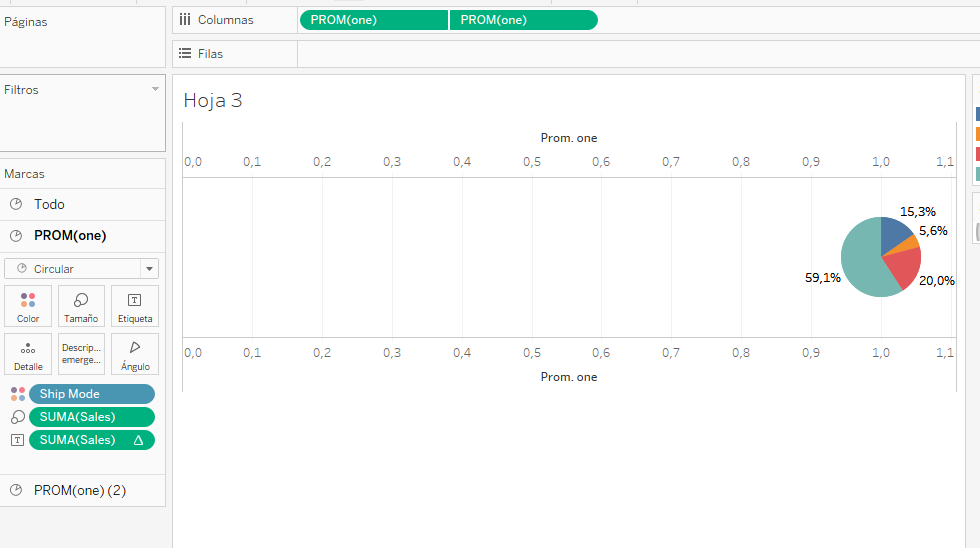 Páginas
Columnas
PROM(one)
PROM(one)
Filas
Filtros
Hoja 3
Prom. one
0,0 0,1 0,2 0,3 0,4 0,5 0,6 0,7 0,8 0,9 1,0 1,1
Marcas
Todo
PROM(one)
Circular
Color
Tamaño
Etiqueta
Detalle
Descrip...
emerge...
Ángulo
Ship Mode
SUMA(Sales)
SUMA(Sales)
PROM(one) (2)
15,3%
5,6%
59,1%
20,0%
0,0 0,1 0,2 0,3 0,4 0,5 0,6 0,7 0,8 0,9 1,0 1,1
Prom. one